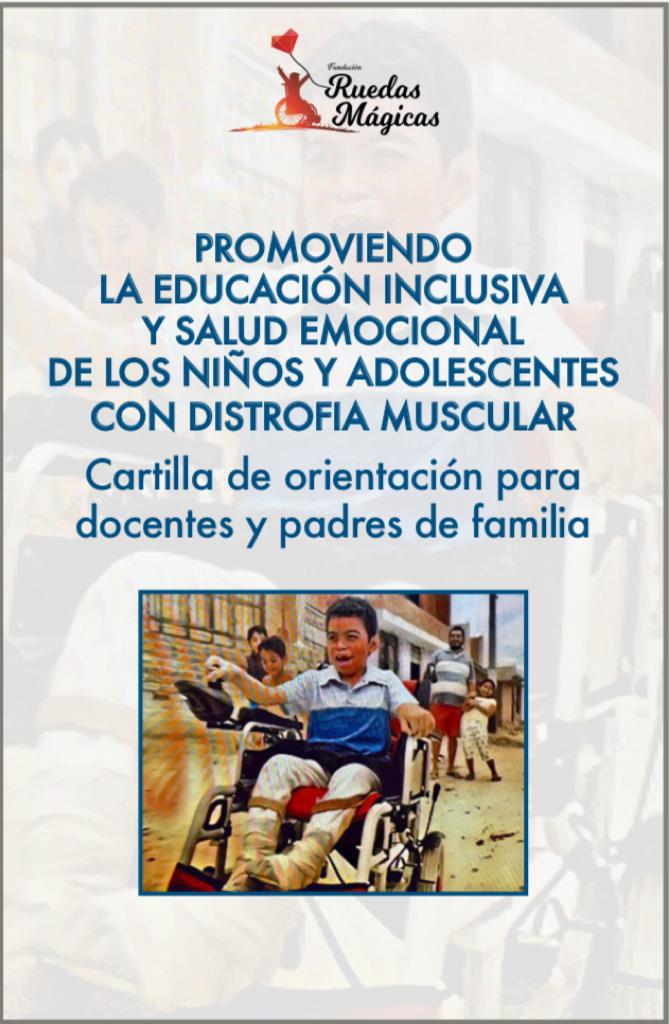 Fundación
Ruedas
Mágicas
PROMOVIENDO
LA EDUCACIÓN INCLUSIVA
Y SALUD EMOCIONAL
DE LOS NIÑOS Y ADOLESCENTES
CON DISTROFIA MUSCULAR
Cartilla de orientación para
docentes y padres de familia